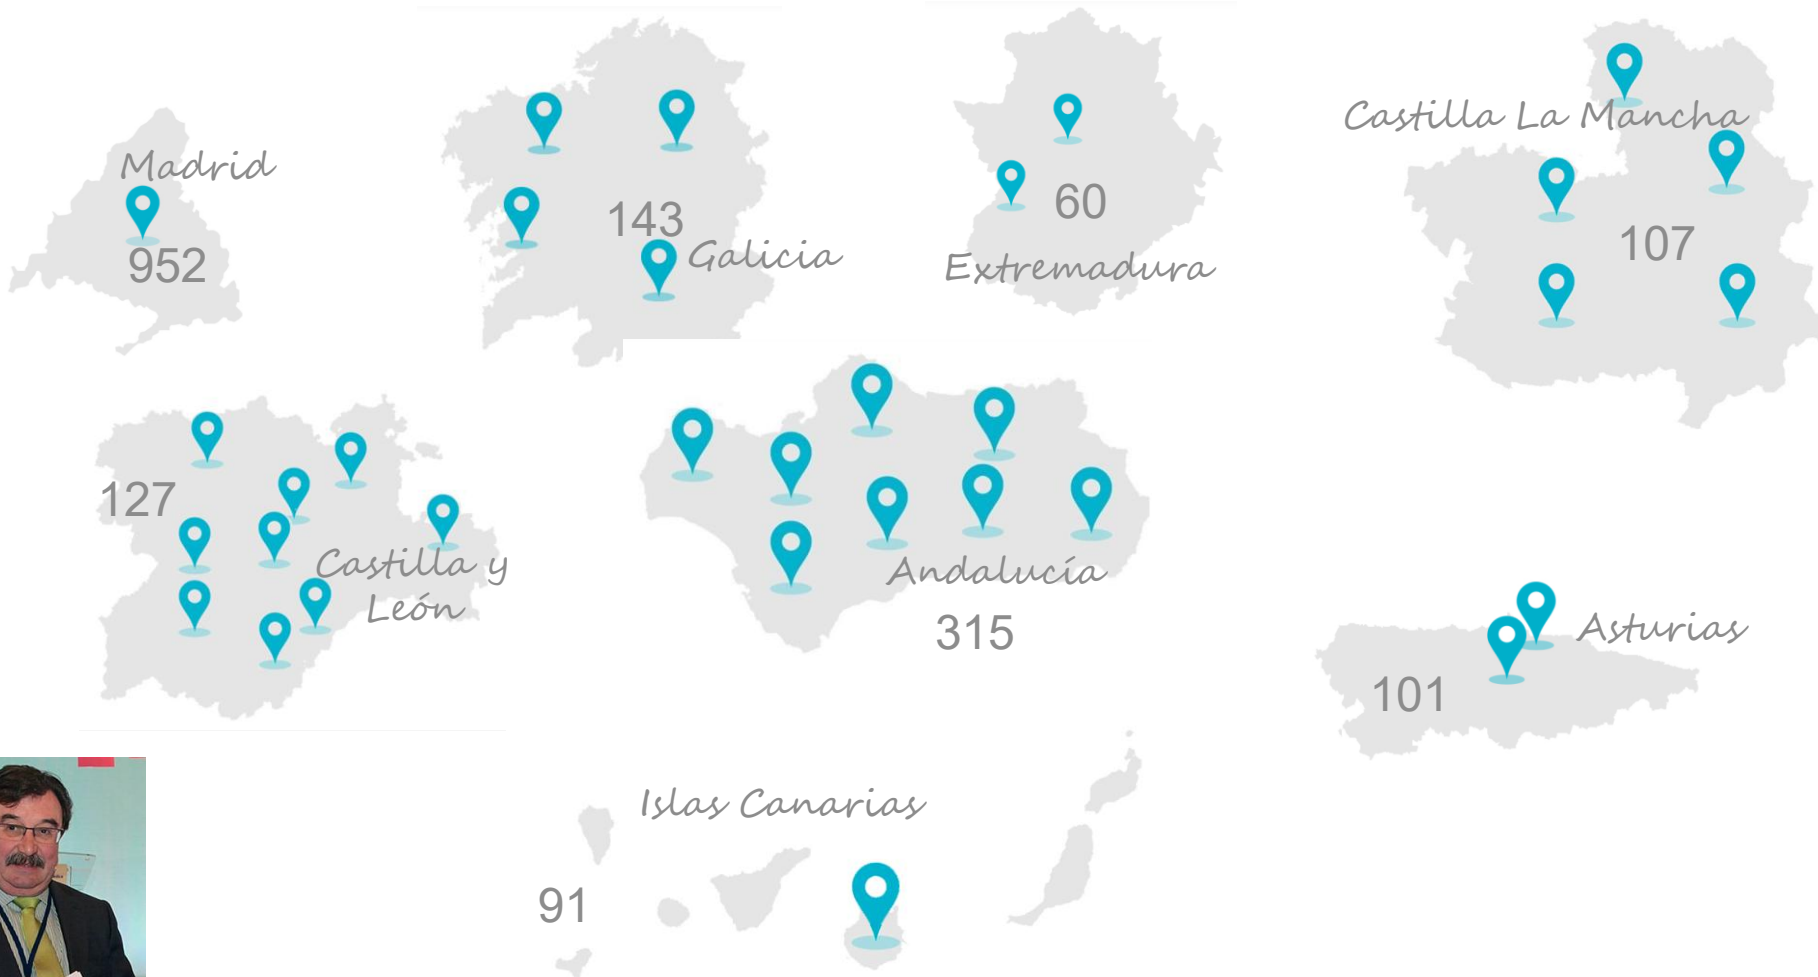 Madrid
952
143
Galicia
60
Extremadura
Castilla La Mancha
107
127
Castilla y
León
Andalucía
315
Asturias
101
Islas Canarias
91